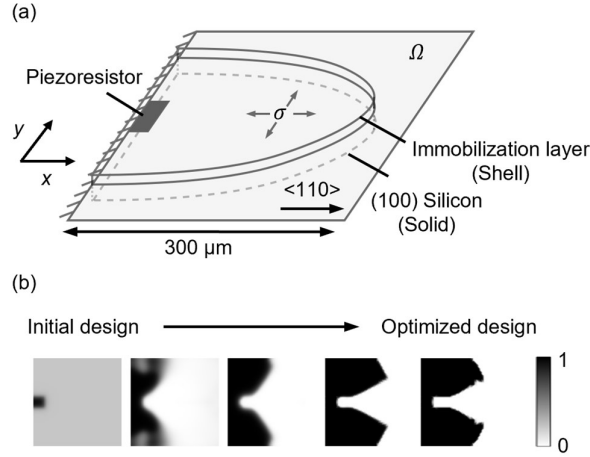 (a)
Ω
Piezoresistor
σ
y
x
Immobilization layer
(Shell)
<110>
(100) Silicon
(Solid)
300 μm
(b)
Initial design
Optimized design
1
0